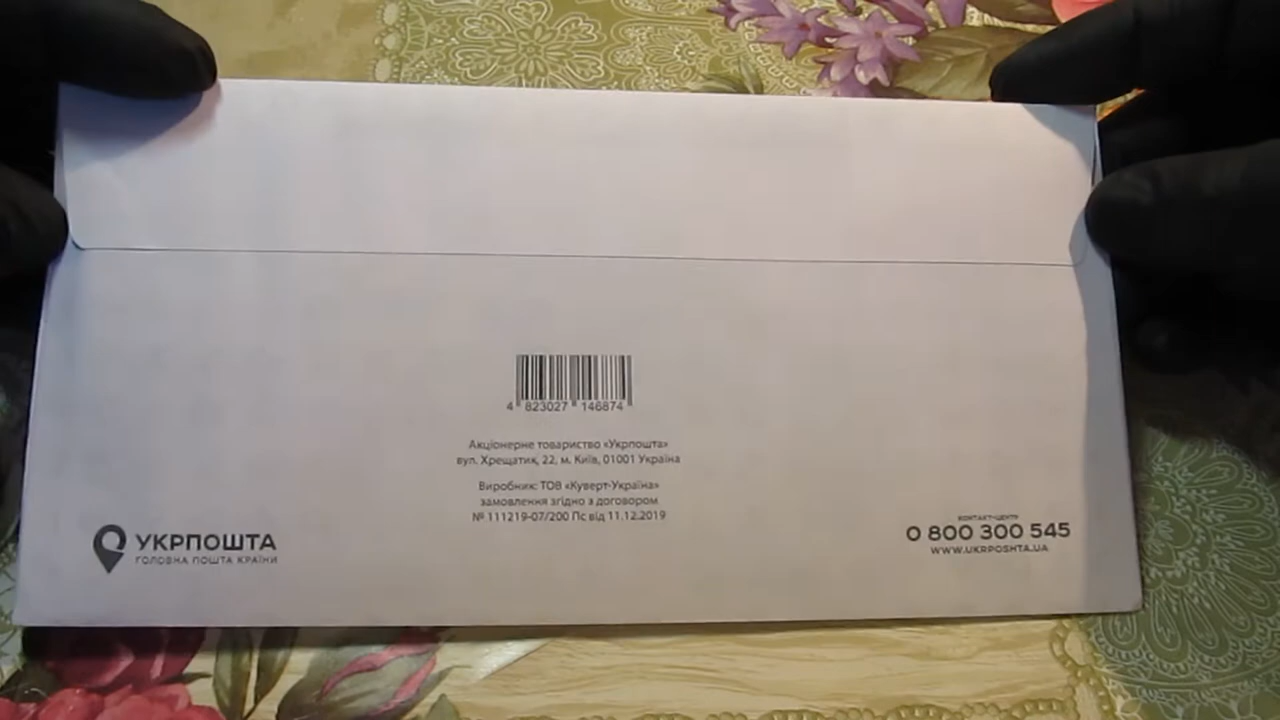 4 823027 146874
Акціонерне товариство «Укрпошта»
вул. Хрещатик, 22, м. Київ, 01001 Україна
Виробник: ТОВ «Куверт-Україна»
замовлення згідно з договором
№ 111219-07/200 Пс від 11.12.2019
УКРПОШТА
ГОЛОВНА ПОШТА КРАЇНИ
КОНТАКТ-ЦЕНТР
0 800 300 545
WWW.UKRPOSHTA.UA